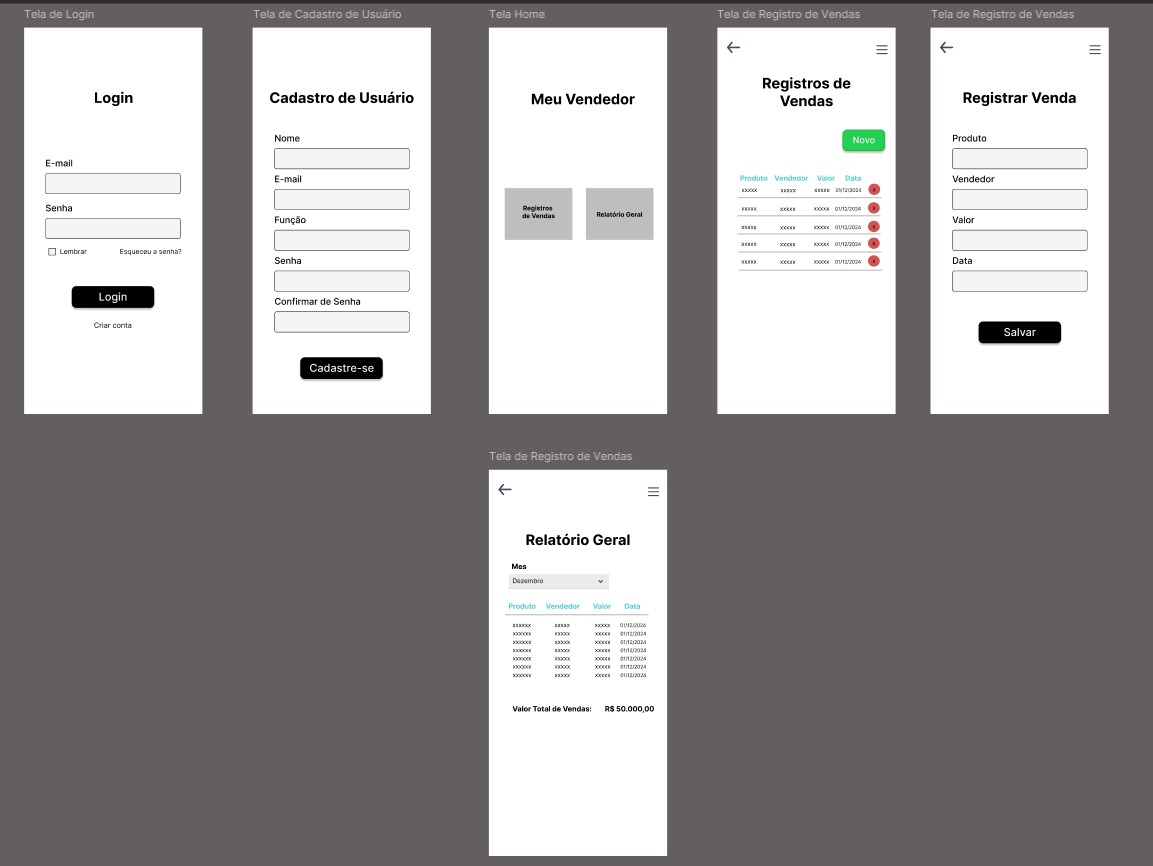 Tela de Login
Login
E-mail
Senha
Lembrar Esqueceu a senha?
Login
Criar conta
Tela de Cadastro de Usuário
Cadastro de Usuário
Nome
E-mail
Função
Senha
Confirmar de Senha
Cadastre-se
Tela Home
Meu Vendedor
Registros
de Vendas
Relatório Geral
Tela de Registro de Vendas
Registros de
Vendas
Novo
Produto Vendedor Valor Data
xxxxx xxxxx xxxxx 01/12/2024 x
xxxxx xxxxx xxxxx 01/12/2024 x
xxxxx xxxxx xxxxx 01/12/2024 x
xxxxx xxxxx xxxxx 01/12/2024 x
xxxxx xxxxx xxxxx 01/12/2024 x
Tela de Registro de Vendas
Registrar Venda
Produto
Vendedor
Valor
Data
Salvar
Tela de Registro de Vendas
Relatório Geral
Mes
Dezembro
Produto Vendedor Valor Data
xxxxxx xxxxx xxxxx 01/12/2024
xxxxxx xxxxx xxxxx 01/12/2024
xxxxxx xxxxx xxxxx 01/12/2024
xxxxxx xxxxx xxxxx 01/12/2024
xxxxxx xxxxx xxxxx 01/12/2024
xxxxxx xxxxx xxxxx 01/12/2024
xxxxxx xxxxx xxxxx 01/12/2024
Valor Total de Vendas: R$ 50.000,00